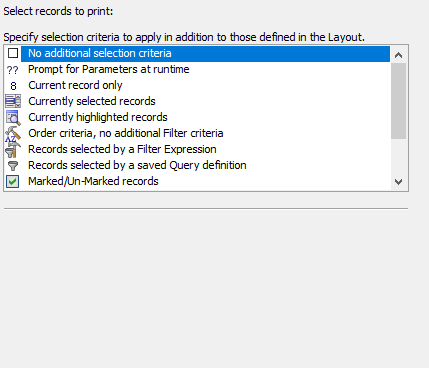 Select records to print:
Specify selection criteria to apply in addition to those defined in the Layout.
No additional selection criteria
?? Prompt for Parameters at runtime
8 Current record only
Currently selected records
Currently highlighted records
AZ Order criteria, no additional Filter criteria
Records selected by a Filter Expression
Records selected by a saved Query definition
Marked/Un-Marked records